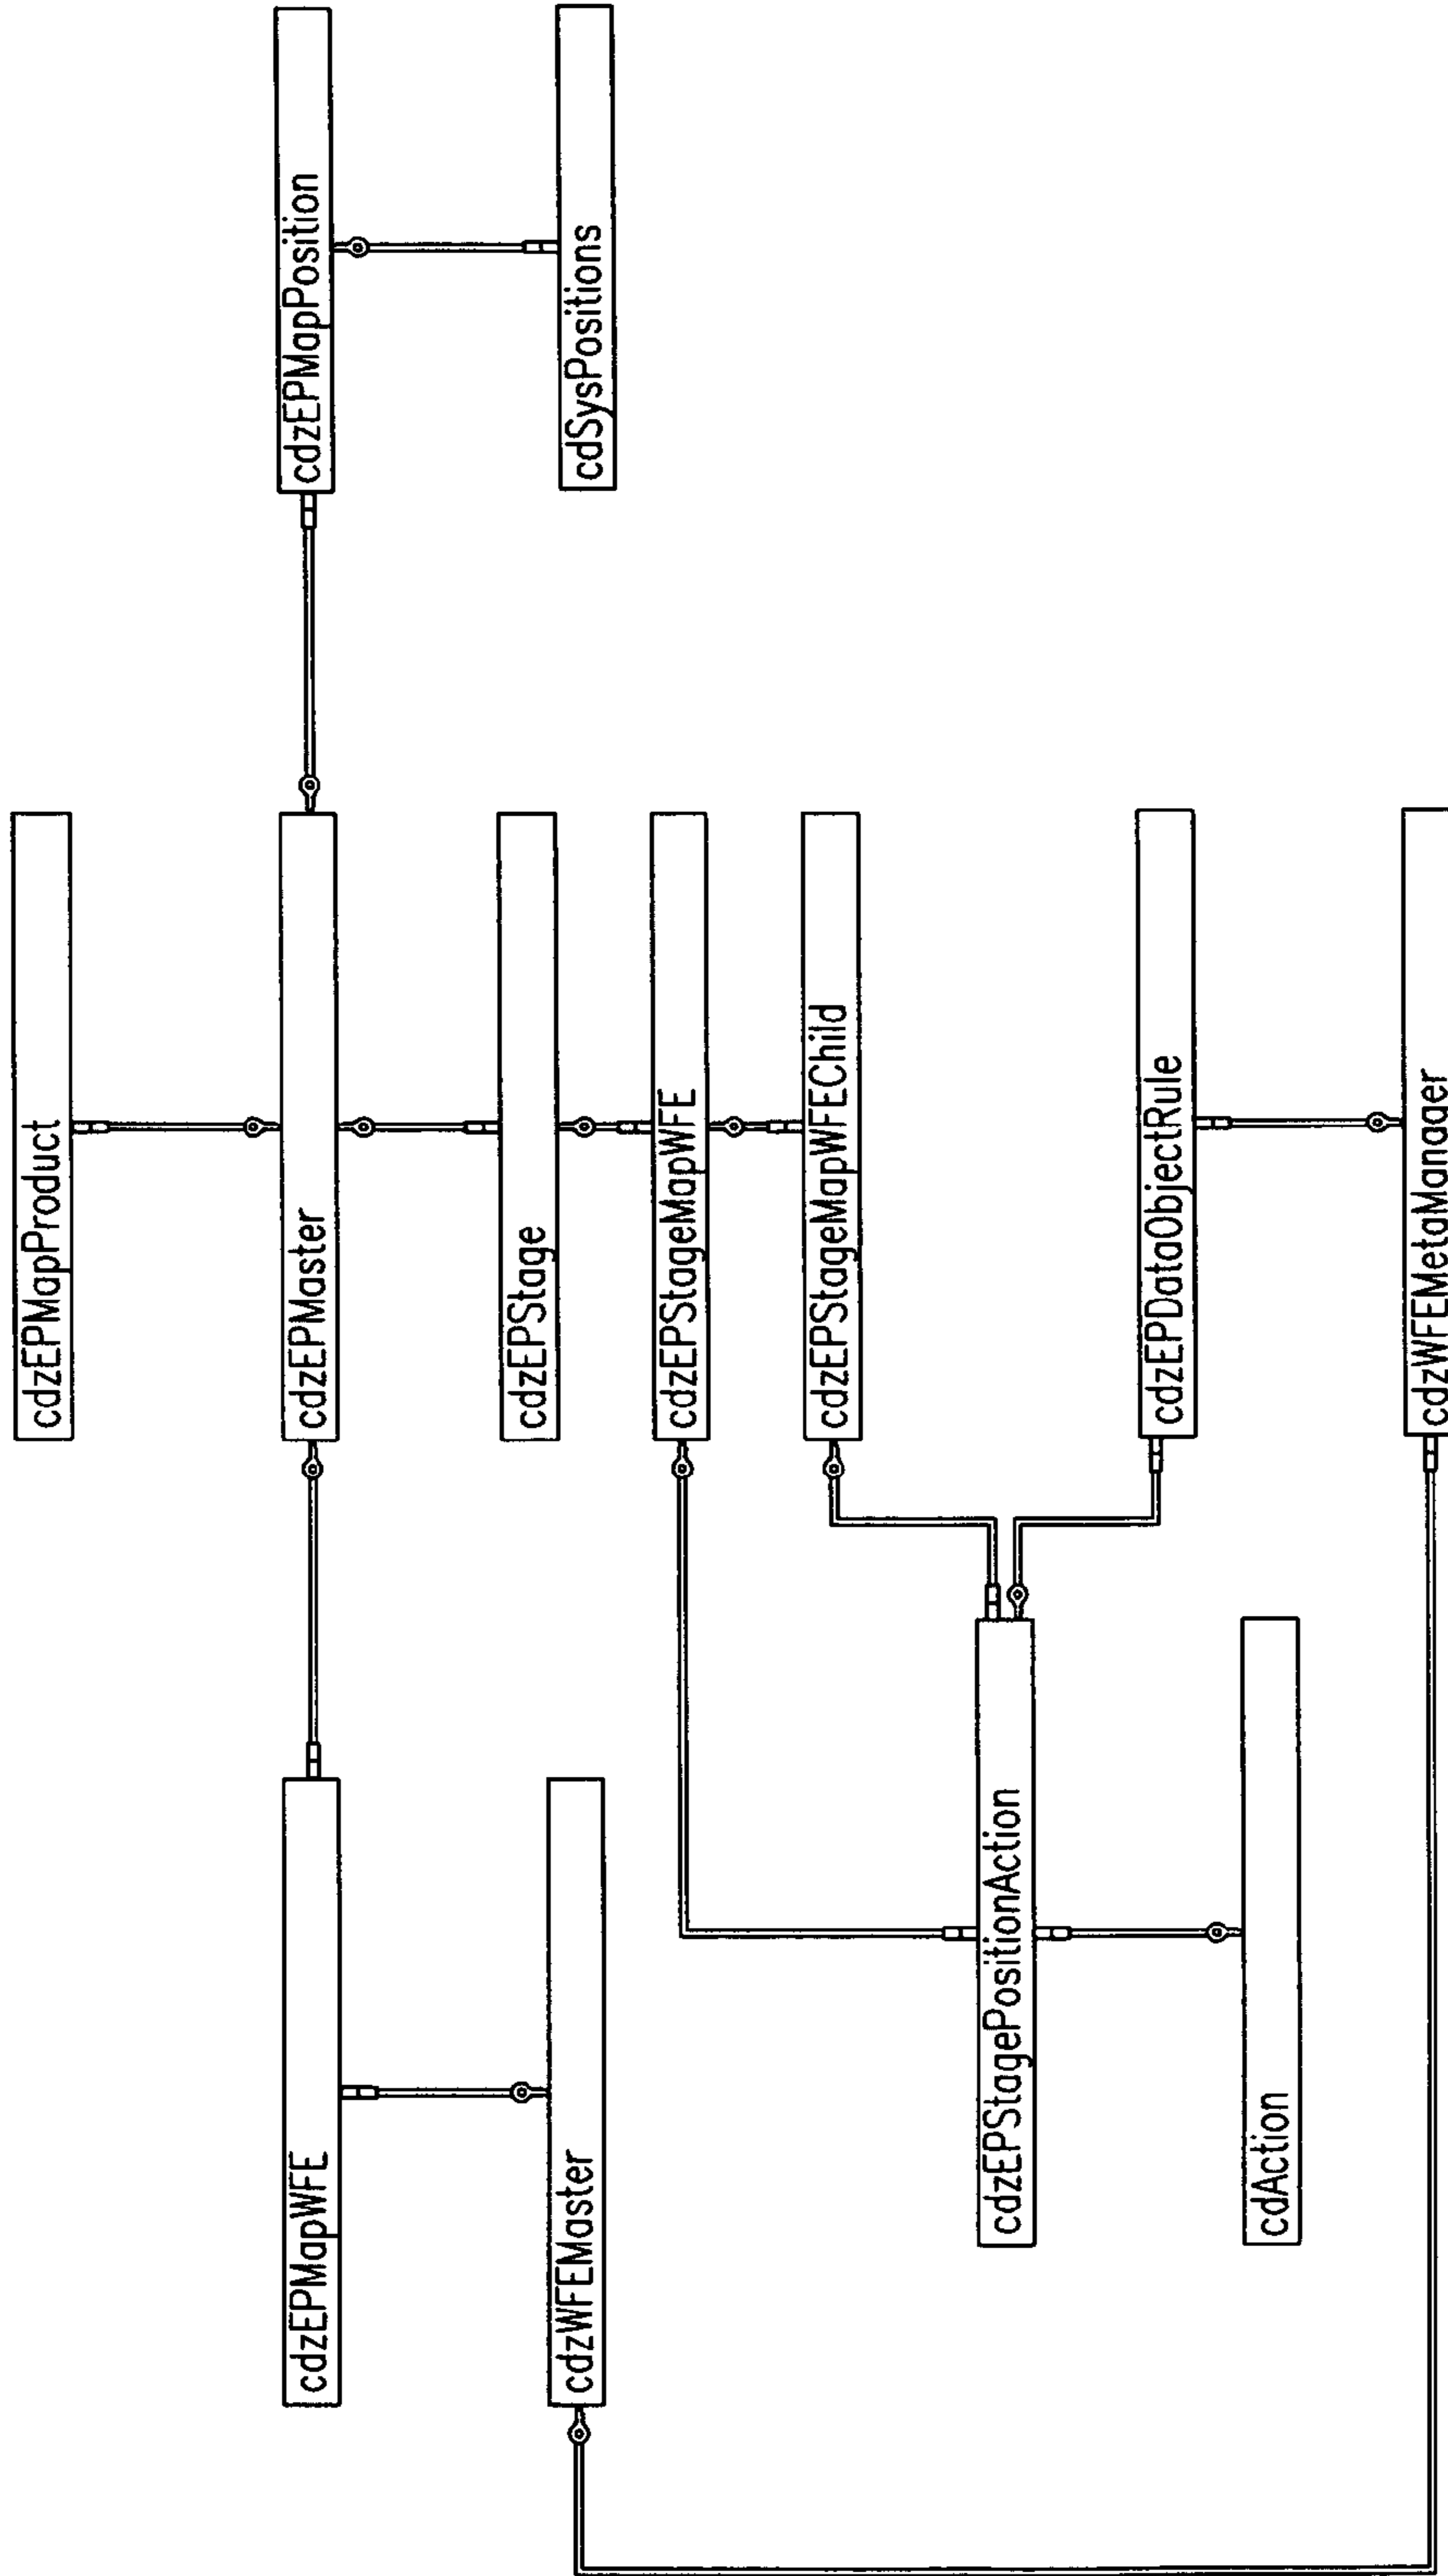 cdzEPMapProduct
cdzEPMapWFE
cdzEPMaster
cdzEPMapPosition
cdzWFEMaster
cdzEPStage
cdSysPositions
cdzEPStageMapWFE
cdzEPStageMapWFEChild
cdzEPStagePositionAction
cdzEPDataObjectRule
cdAction
cdzWFEMetaManager